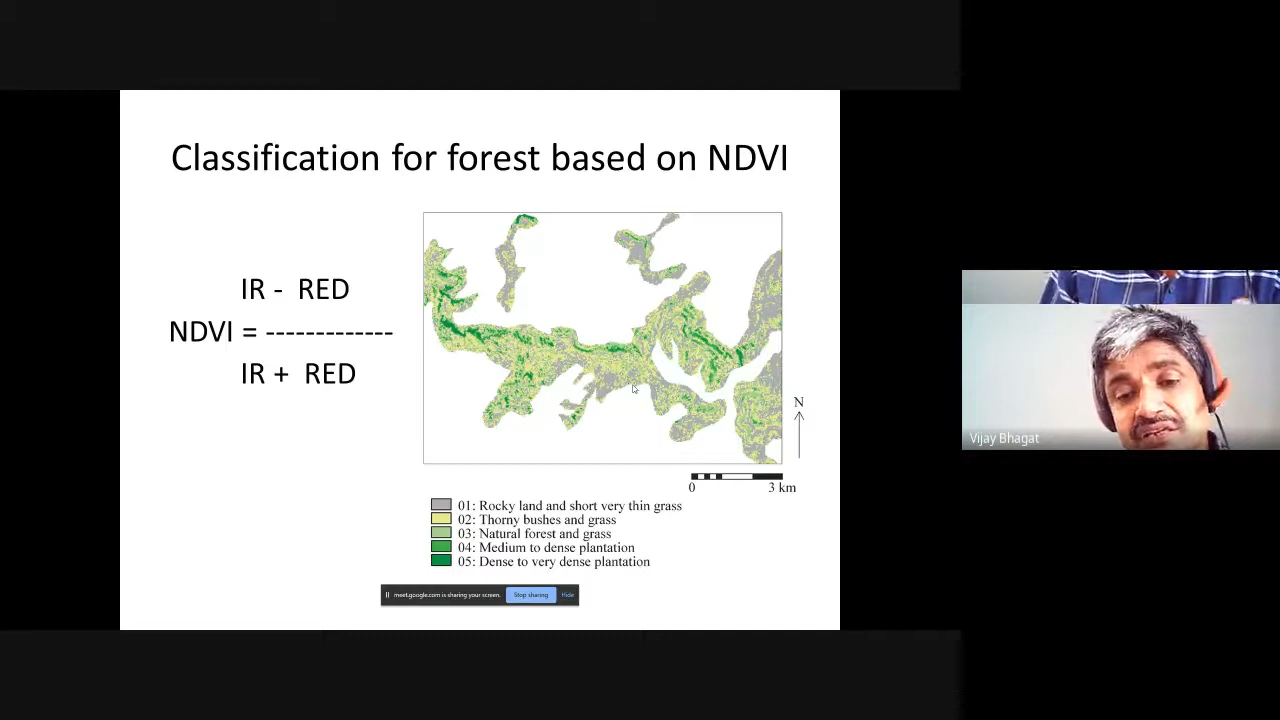 Classification for forest based on NDVI
IR - RED
NDVI = -------------
IR + RED
N
0 3 km
01: Rocky land and short very thin grass
02: Thorny bushes and grass
03: Natural forest and grass
04: Medium to dense plantation
05: Dense to very dense plantation
meet.google.com is sharing your screen. Stop sharing Hide
Vijay Bhagat